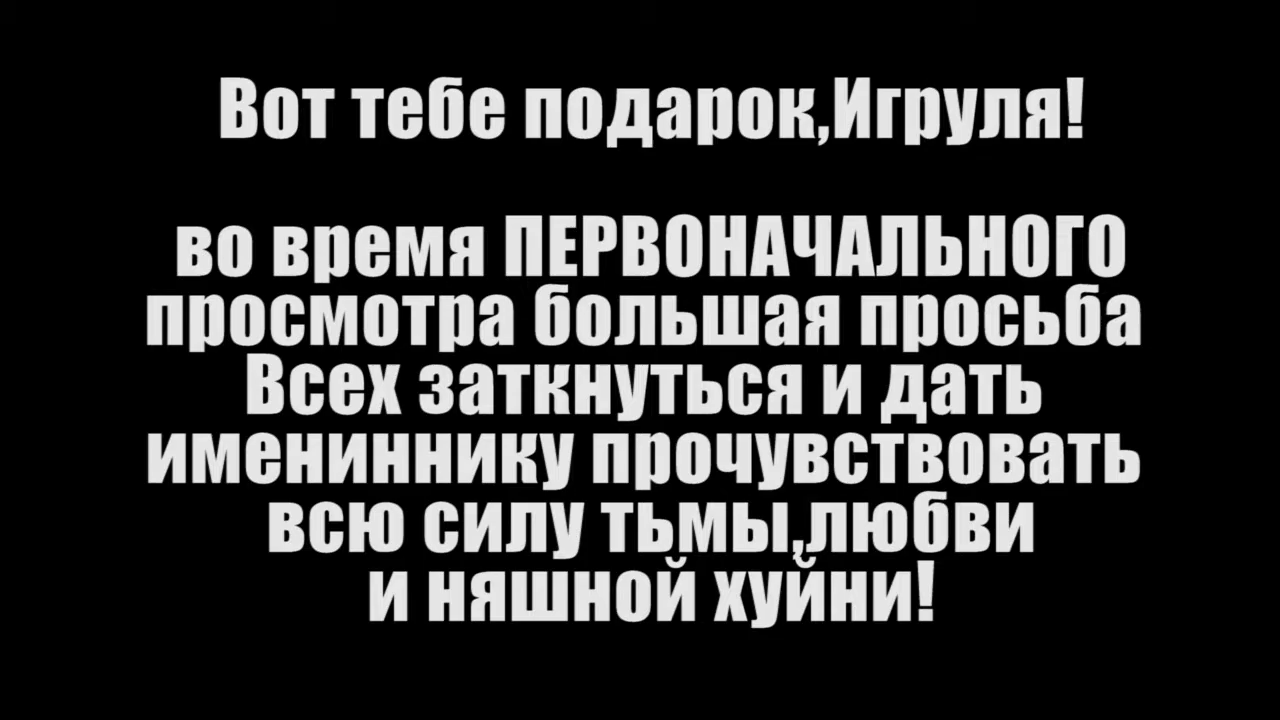 Вот тебе подарок,Игруля!
во время ПЕРВОНАЧАЛЬНОГО
просмотра большая просьба
Всех заткнуться и дать
имениннику прочувствовать
всю силу тьмы,любви
и няшной хуйни!